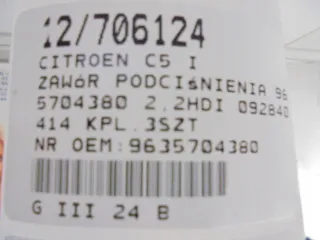 12/706124
CITROEN C5 I
ZAWóR PODCIśNIENIA 96
5704380 2.2HDI 092840
414 KPL.3SZT
NR OEM:9635704380
G III 24 B